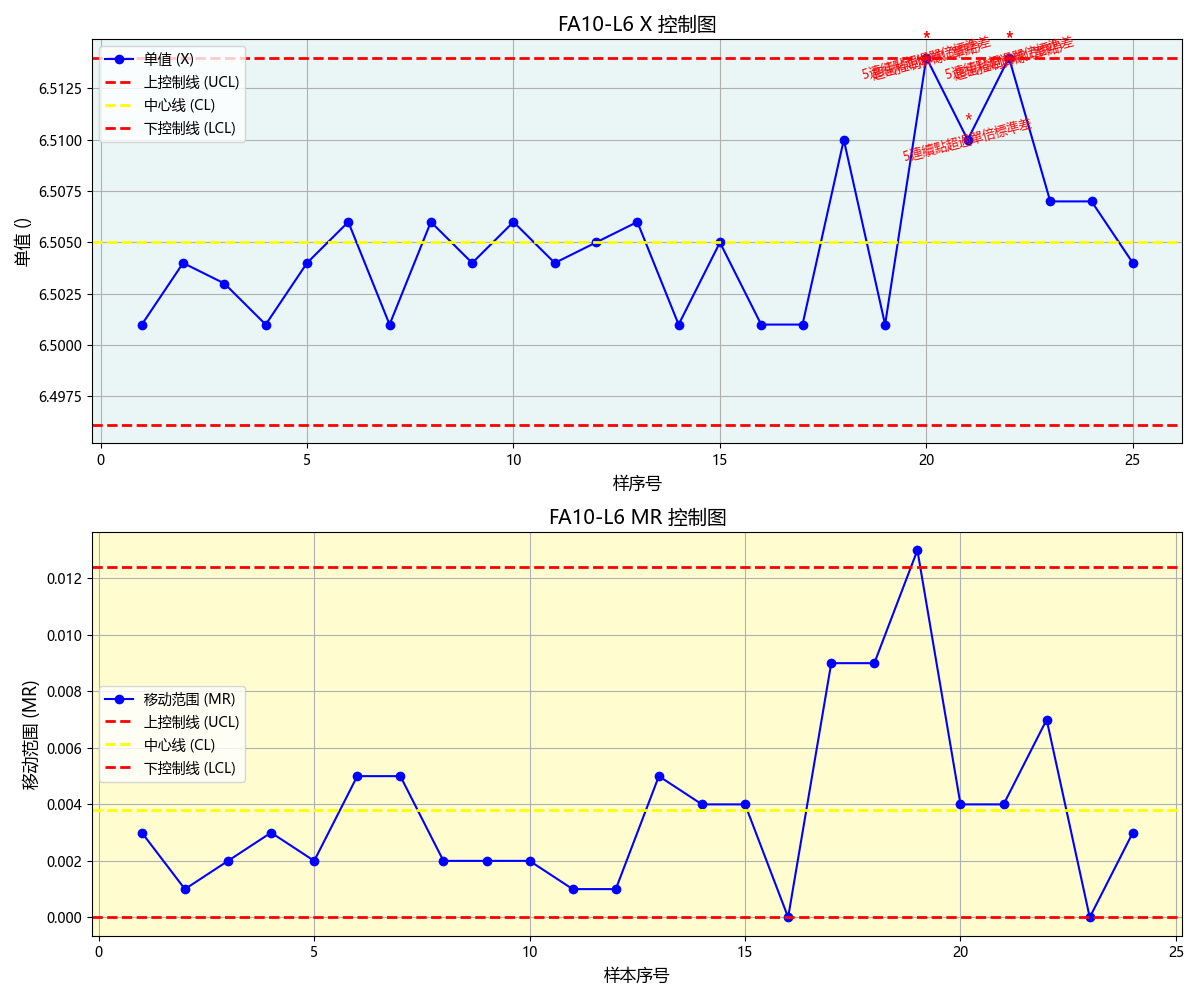 FA10-L6 X 控制图
单值 (X)
上控制线 (UCL)
中心线 (CL)
下控制线 (LCL)
*
*
*
5連續點超過單倍標準差
单值 ()
6.5125
6.5100
6.5075
6.5050
6.5025
6.5000
6.4975
0 5 10 15 20 25
样序号
FA10-L6 MR 控制图
移动范围 (MR)
上控制线 (UCL)
中心线 (CL)
下控制线 (LCL)
移动范围 (MR)
0.012
0.010
0.008
0.006
0.004
0.002
0.000
0 5 10 15 20 25
样本序号